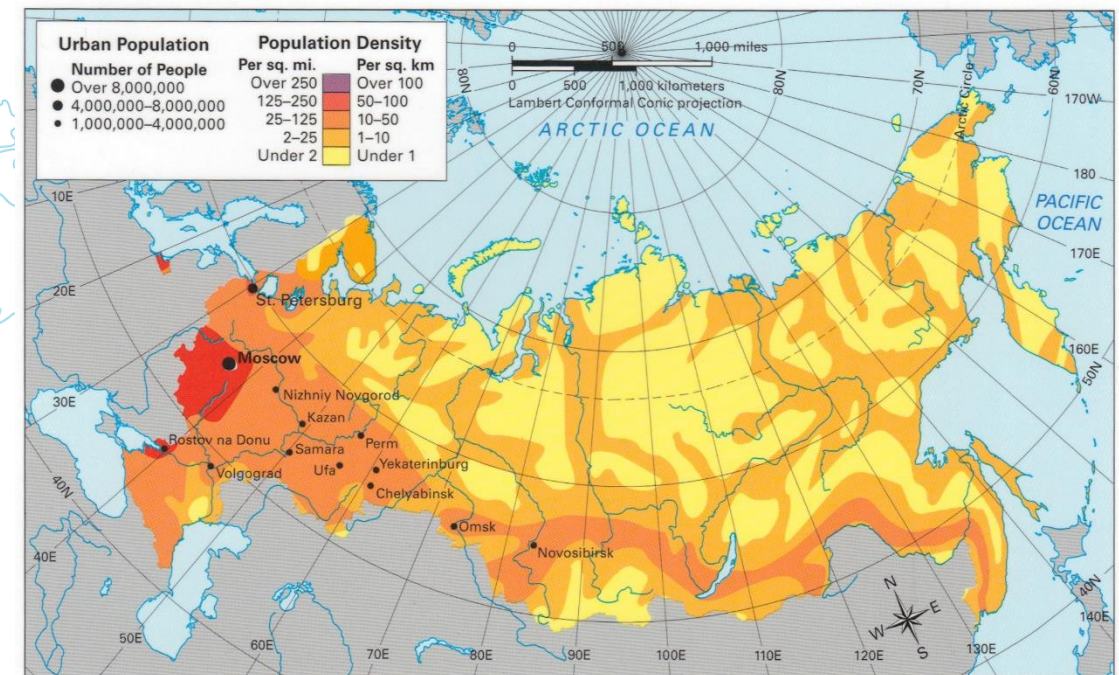 Urban Population
Number of People
Over 8,000,000
4,000,000–8,000,000
1,000,000–4,000,000
Population Density
Per sq. mi. Per sq. km
Over 250 Over 100
125–250 50–100
25–125 10–50
2–25 1–10
Under 2 Under 1
0 500 1,000 miles
0 500 1,000 kilometers
Lambert Conformal Conic projection
80N
80N
70N
Arctic Circle
60N
170W
ARCTIC OCEAN
180
PACIFIC
OCEAN
170E
10E
20E
St. Petersburg
160E
50N
Moscow
30E
Nizhniy Novgorod
Kazan
Rostov na Donu
Samara
Perm
Volgograd
Ufa
Yekaterinburg
Chelyabinsk
40N
Omsk
Novosibirsk
40E
N
E
W
S
40N
140E
50E
60E
70E
80E
90E
100E
110E
120E
130E